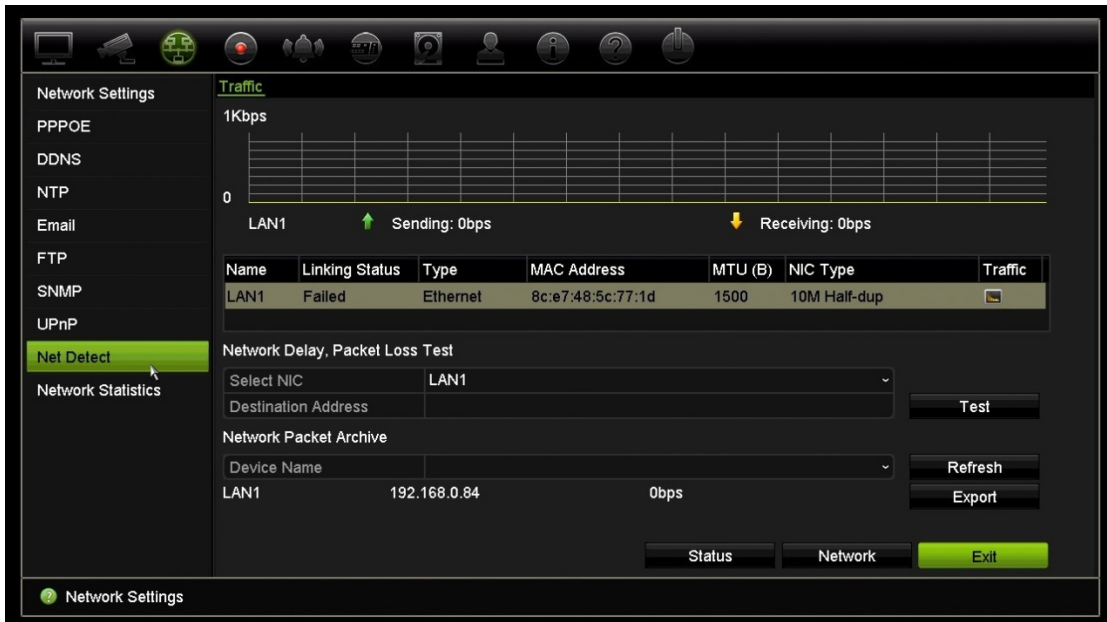 Network Settings
PPPOE
DDNS
NTP
Email
FTP
SNMP
UPnP
Net Detect
Network Statistics
Traffic
1Kbps
0
LAN1 Sending: 0bps Receiving: 0bps
Name Linking Status Type MAC Address MTU (B) NIC Type Traffic
LAN1 Failed Ethernet 8c:e7:48:5c:77:1d 1500 10M Half-dup
Network Delay, Packet Loss Test
Select NIC LAN1
Destination Address Test
Network Packet Archive
Device Name Refresh
LAN1 192.168.0.84 0bps Export
Status Network Exit
Network Settings